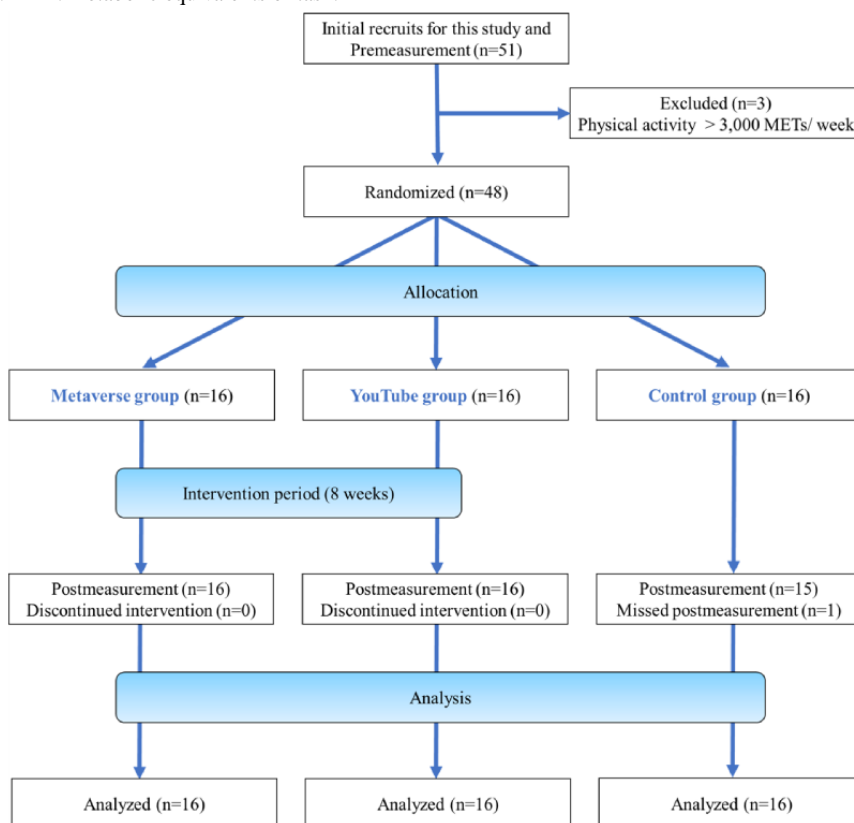 Initial recruits for this study and
Premeasurement (n=51)
Excluded (n=3)
Physical activity > 3,000 METs/ week
Randomized (n=48)
Allocation
Metaverse group (n=16)
YouTube group (n=16)
Control group (n=16)
Intervention period (8 weeks)
Postmeasurement (n=16)
Discontinued intervention (n=0)
Postmeasurement (n=16)
Discontinued intervention (n=0)
Postmeasurement (n=15)
Missed postmeasurement (n=1)
Analysis
Analyzed (n=16)
Analyzed (n=16)
Analyzed (n=16)